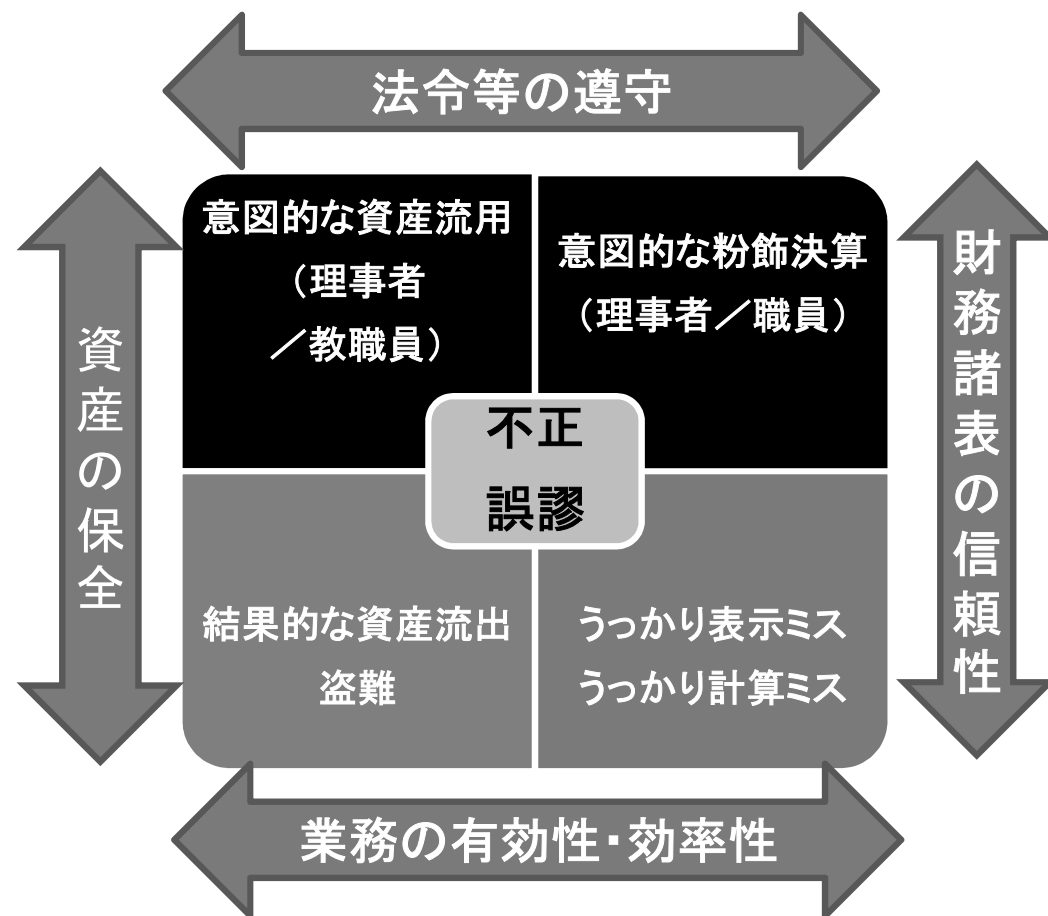 法令等の遵守
資産の保全
意図的な資産流用
（理事者
／教職員）
意図的な粉飾決算
（理事者／職員）
財務諸表の信頼性
不正
誤謬
結果的な資産流出
盗難
うっかり表示ミス
うっかり計算ミス
業務の有効性・効率性